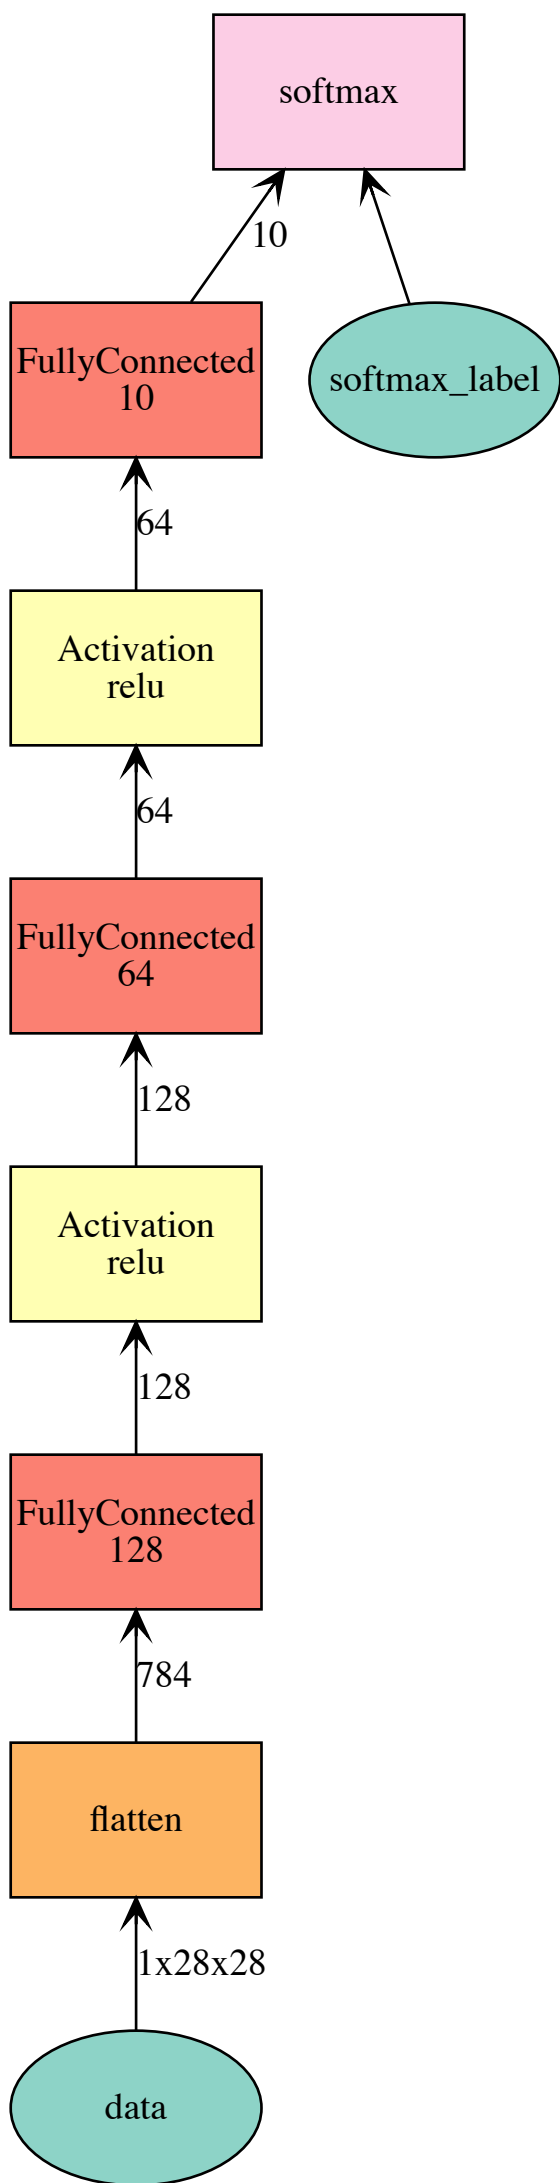 softmax
10
FullyConnected
10
softmax_label
64
Activation
relu
64
FullyConnected
64
128
Activation
relu
128
FullyConnected
128
784
flatten
1x28x28
data